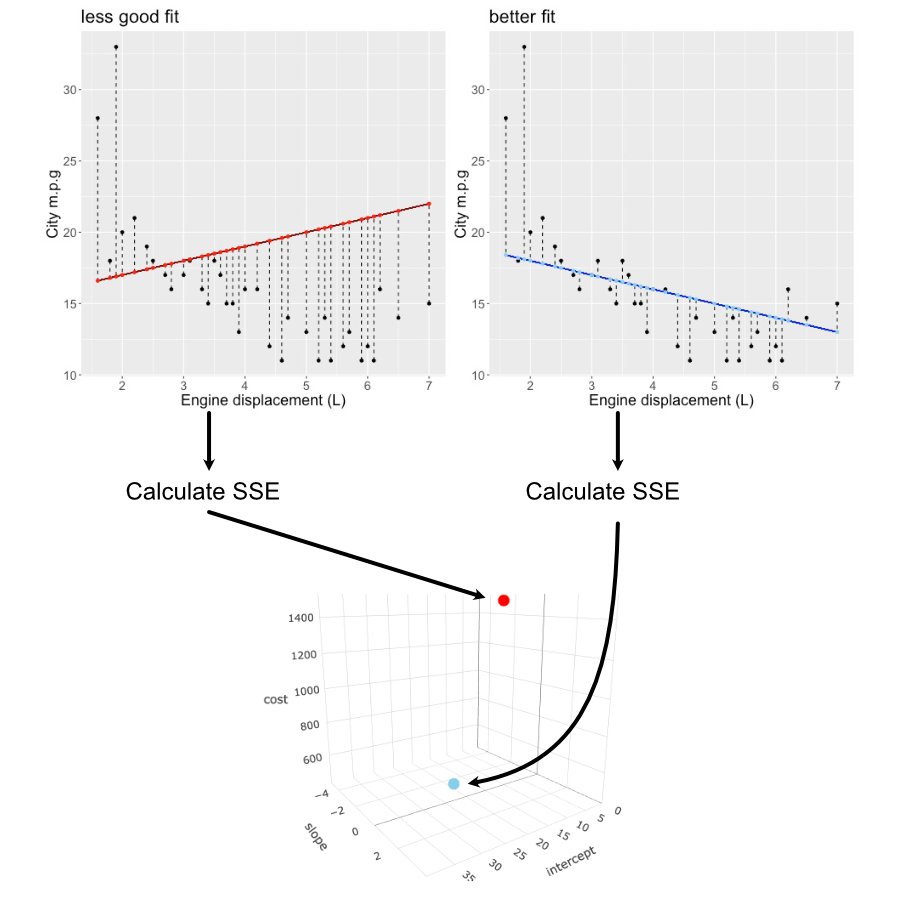 less good fit
better fit
City m.p.g
30
25
20
15
10
2 3 4 5 6 7
Engine displacement (L)
City m.p.g
30
25
20
15
10
2 3 4 5 6 7
Engine displacement (L)
Calculate SSE
Calculate SSE
1400
1200
1000
800
600
cost
−4
−2
0
2
slope
0
5
10
15
20
25
30
35
intercept